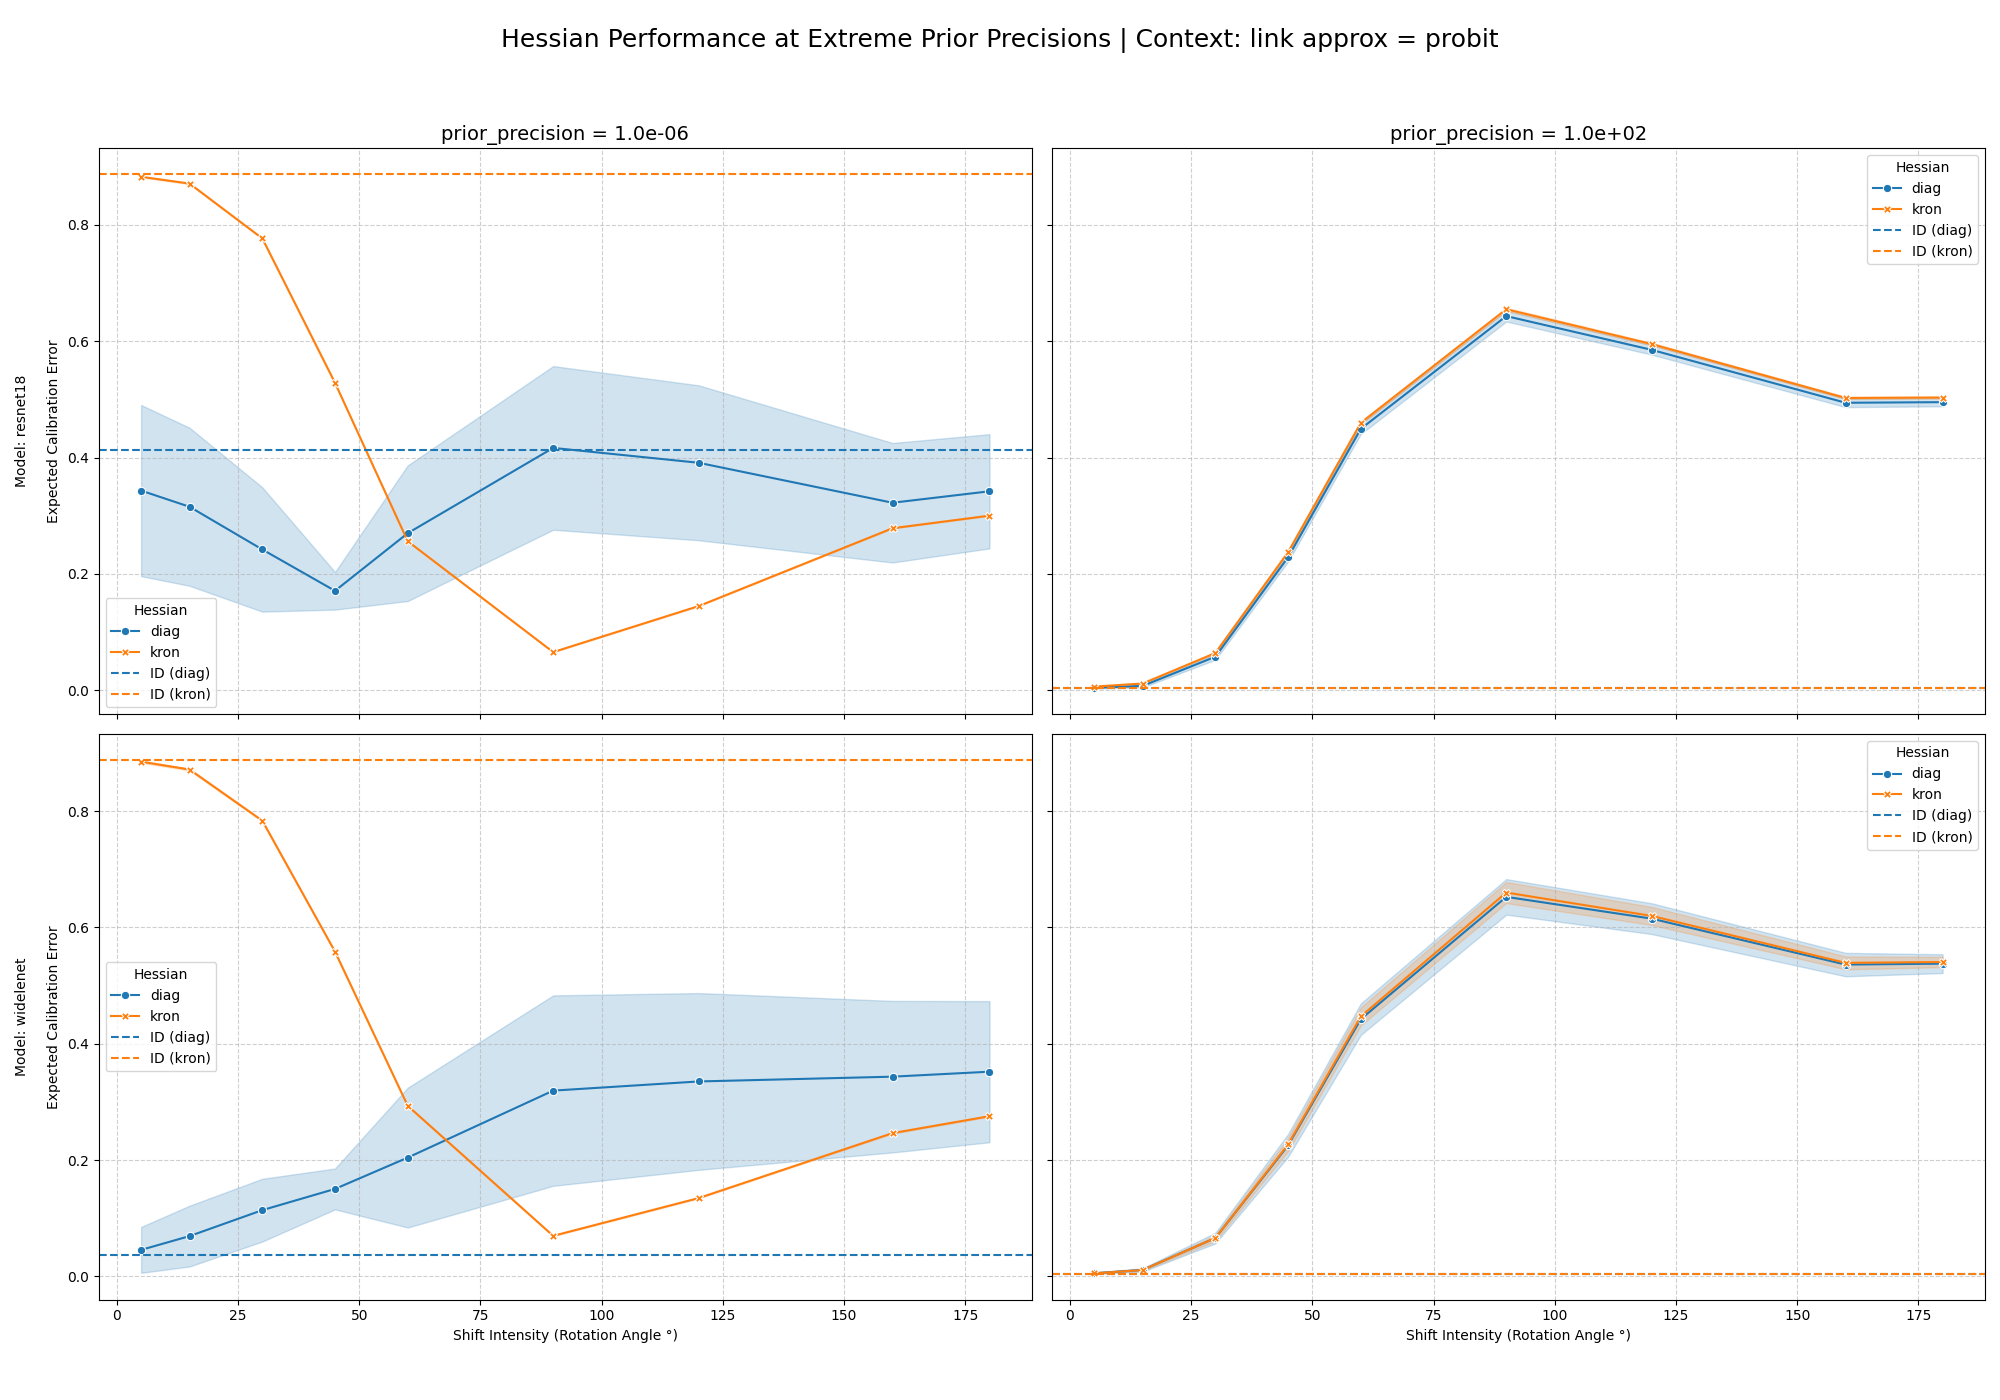 Hessian Performance at Extreme Prior Precisions | Context: link approx = probit
prior_precision = 1.0e-06
prior_precision = 1.0e+02
Model: resnet18
Expected Calibration Error
0.8
0.6
0.4
0.2
0.0
Hessian
diag
kron
ID (diag)
ID (kron)
Hessian
diag
kron
ID (diag)
ID (kron)
Model: widelenet
Expected Calibration Error
0.8
0.6
0.4
0.2
0.0
Hessian
diag
kron
ID (diag)
ID (kron)
Hessian
diag
kron
ID (diag)
ID (kron)
0 25 50 75 100 125 150 175
Shift Intensity (Rotation Angle °)
0 25 50 75 100 125 150 175
Shift Intensity (Rotation Angle °)